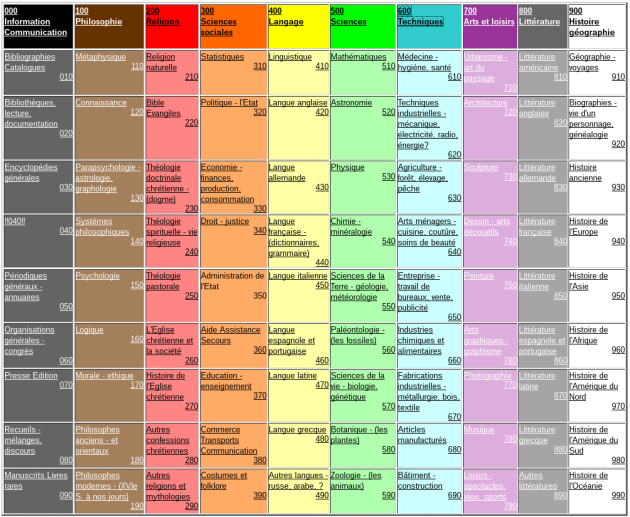 000
Information
Communication
100
Philosophie
200
Religion
300
Sciences
sociales
400
Langage
500
Sciences
600
Techniques
700
Arts et loisirs
800
Littérature
900
Histoire
géographie
Bibliographies
Catalogues
010
Métaphysique
110
Religion
naturelle
210
Statistiques
310
Linguistique
410
Mathématiques
510
Médecine -
hygiène, santé
610
Urbanisme -
art du
paysage
710
Littérature
américaine
810
Géographie -
voyages
910
Bibliothèques,
lecture,
documentation
020
Connaissance
120
Bible
Evangiles
220
Politique - l'Etat
320
Langue anglaise
420
Astronomie
520
Techniques
industrielles -
mécanique,
électricité, radio,
énergie?
620
Architecture
720
Littérature
anglaise
820
Biographies -
vie d'un
personnage,
généalogie
920
Encyclopédies
générales
030
Parapsychologie -
astrologie,
graphologie
130
Théologie
doctrinale
chrétienne -
(dogme)
230
Economie -
finances,
production,
consommation
330
Langue
allemande
430
Physique
530
Agriculture -
forêt, élevage,
pêche
630
Sculpture
730
Littérature
allemande
830
Histoire
ancienne
930
!!040!!
040
Systèmes
philosophiques
140
Théologie
spirituelle - vie
religieuse
240
Droit - justice
340
Langue
française -
(dictionnaires,
grammaire)
440
Chimie -
minéralogie
540
Arts ménagers -
cuisine, couture,
soins de beauté
640
Dessin - arts
décoratifs
740
Littérature
française
840
Histoire de
l'Europe
940
Périodiques
généraux -
annuaires
050
Psychologie
150
Théologie
pastorale
250
Administration de
l'Etat
350
Langue italienne
450
Sciences de la
Terre - géologie,
météorologie
550
Entreprise -
travail de
bureaux, vente,
publicité
650
Peinture
750
Littérature
italienne
850
Histoire de
l'Asie
950
Organisations
générales -
congrès
060
Logique
160
L'Eglise
chrétienne et
la société
260
Aide Assistance
Secours
360
Langue
espagnole et
portugaise
460
Paléontologie -
(les fossiles)
560
Industries
chimiques et
alimentaires
660
Arts
graphiques -
graphisme
760
Littérature
espagnole et
portugaise
860
Histoire de
l'Afrique
960
Presse Edition
070
Morale - ethique
170
Histoire de
l'Eglise
chrétienne
270
Education -
enseignement
370
Langue latine
470
Sciences de la
vie - biologie,
génétique
570
Fabrications
industrielles -
métallurgie, bois,
textile
670
Photographie
770
Littérature
latine
870
Histoire de
l'Amérique du
Nord
970
Recueils -
mélanges,
discours
080
Philosophes
anciens - et
orientaux
180
Autres
confessions
chrétiennes
280
Commerce
Transports
Communication
380
Langue grecque
480
Botanique - (les
plantes)
580
Articles
manufacturés
680
Musique
780
Littérature
grecque
880
Histoire de
l'Amérique du
Sud
980
Manuscrits Livres
rares
090
Philosophes
modernes - (XVIe
S. à nos jours)
190
Autres
religions et
mythologies
290
Costumes et
folklore
390
Autres langues -
russe, arabe, ?
490
Zoologie - (les
animaux)
590
Bâtiment -
construction
690
Loisirs -
spectacles,
jeux, sports
790
Autres
littératures
890
Histoire de
l'Océanie
990